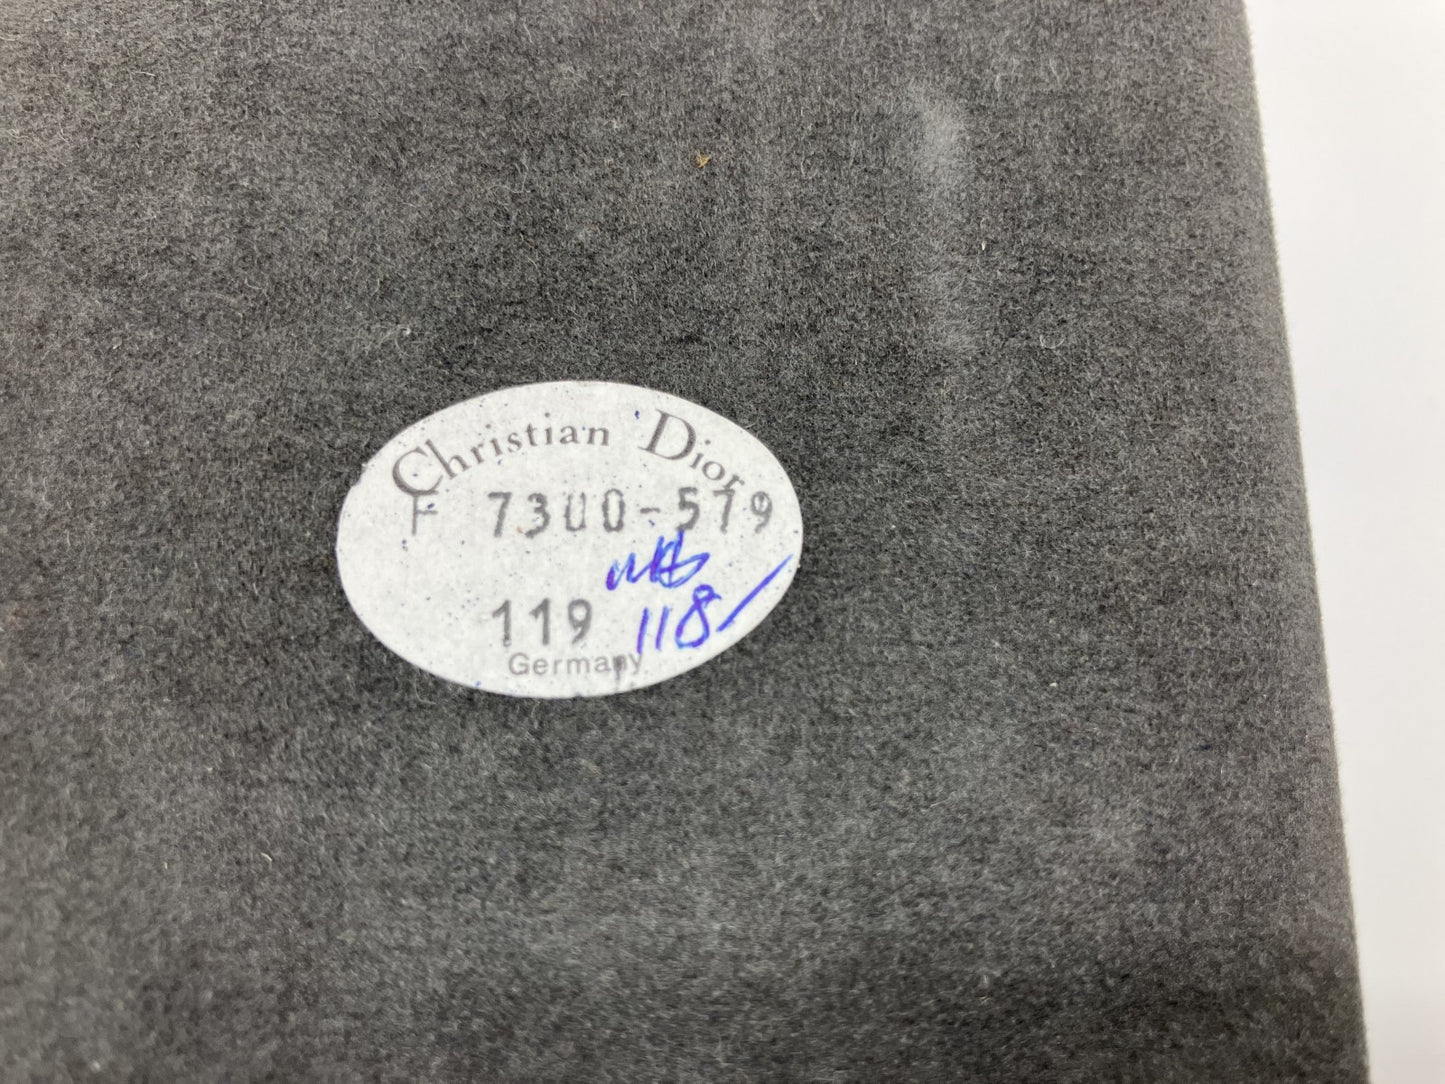 Christian Dior
F 7300-579
119 118/
Germany